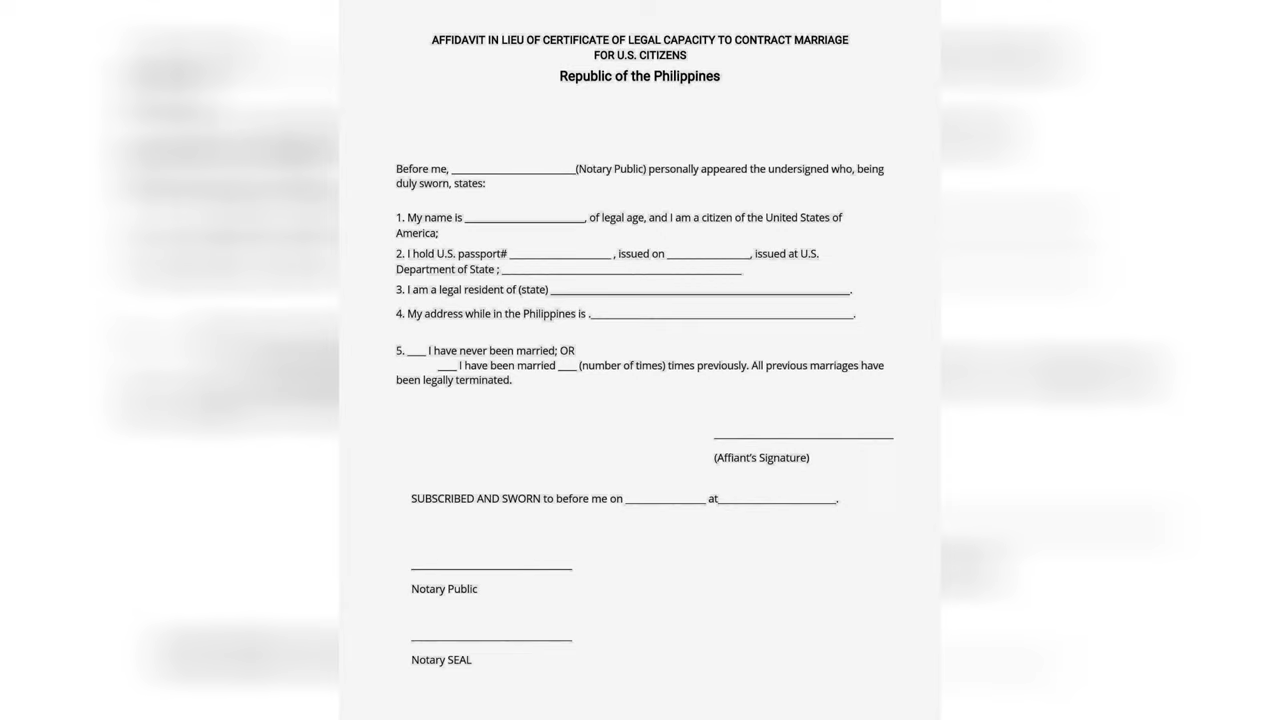 AFFIDAVIT IN LIEU OF CERTIFICATE OF LEGAL CAPACITY TO CONTRACT MARRIAGE
FOR U.S. CITIZENS
Republic of the Philippines
Before me, ______________________(Notary Public) personally appeared the undersigned who, being
duly sworn, states:
1. My name is ______________________, of legal age, and I am a citizen of the United States of
America;
2. I hold U.S. passport# __________________ , issued on _______________, issued at U.S.
Department of State ; ___________________________________________
3. I am a legal resident of (state) ______________________________________________________.
4. My address while in the Philippines is ._______________________________________________.
5. ____ I have never been married; OR
____ I have been married ____ (number of times) times previously. All previous marriages have
been legally terminated.
________________________________
(Affiant's Signature)
SUBSCRIBED AND SWORN to before me on _______________ at______________________.
_____________________________
Notary Public
_____________________________
Notary SEAL